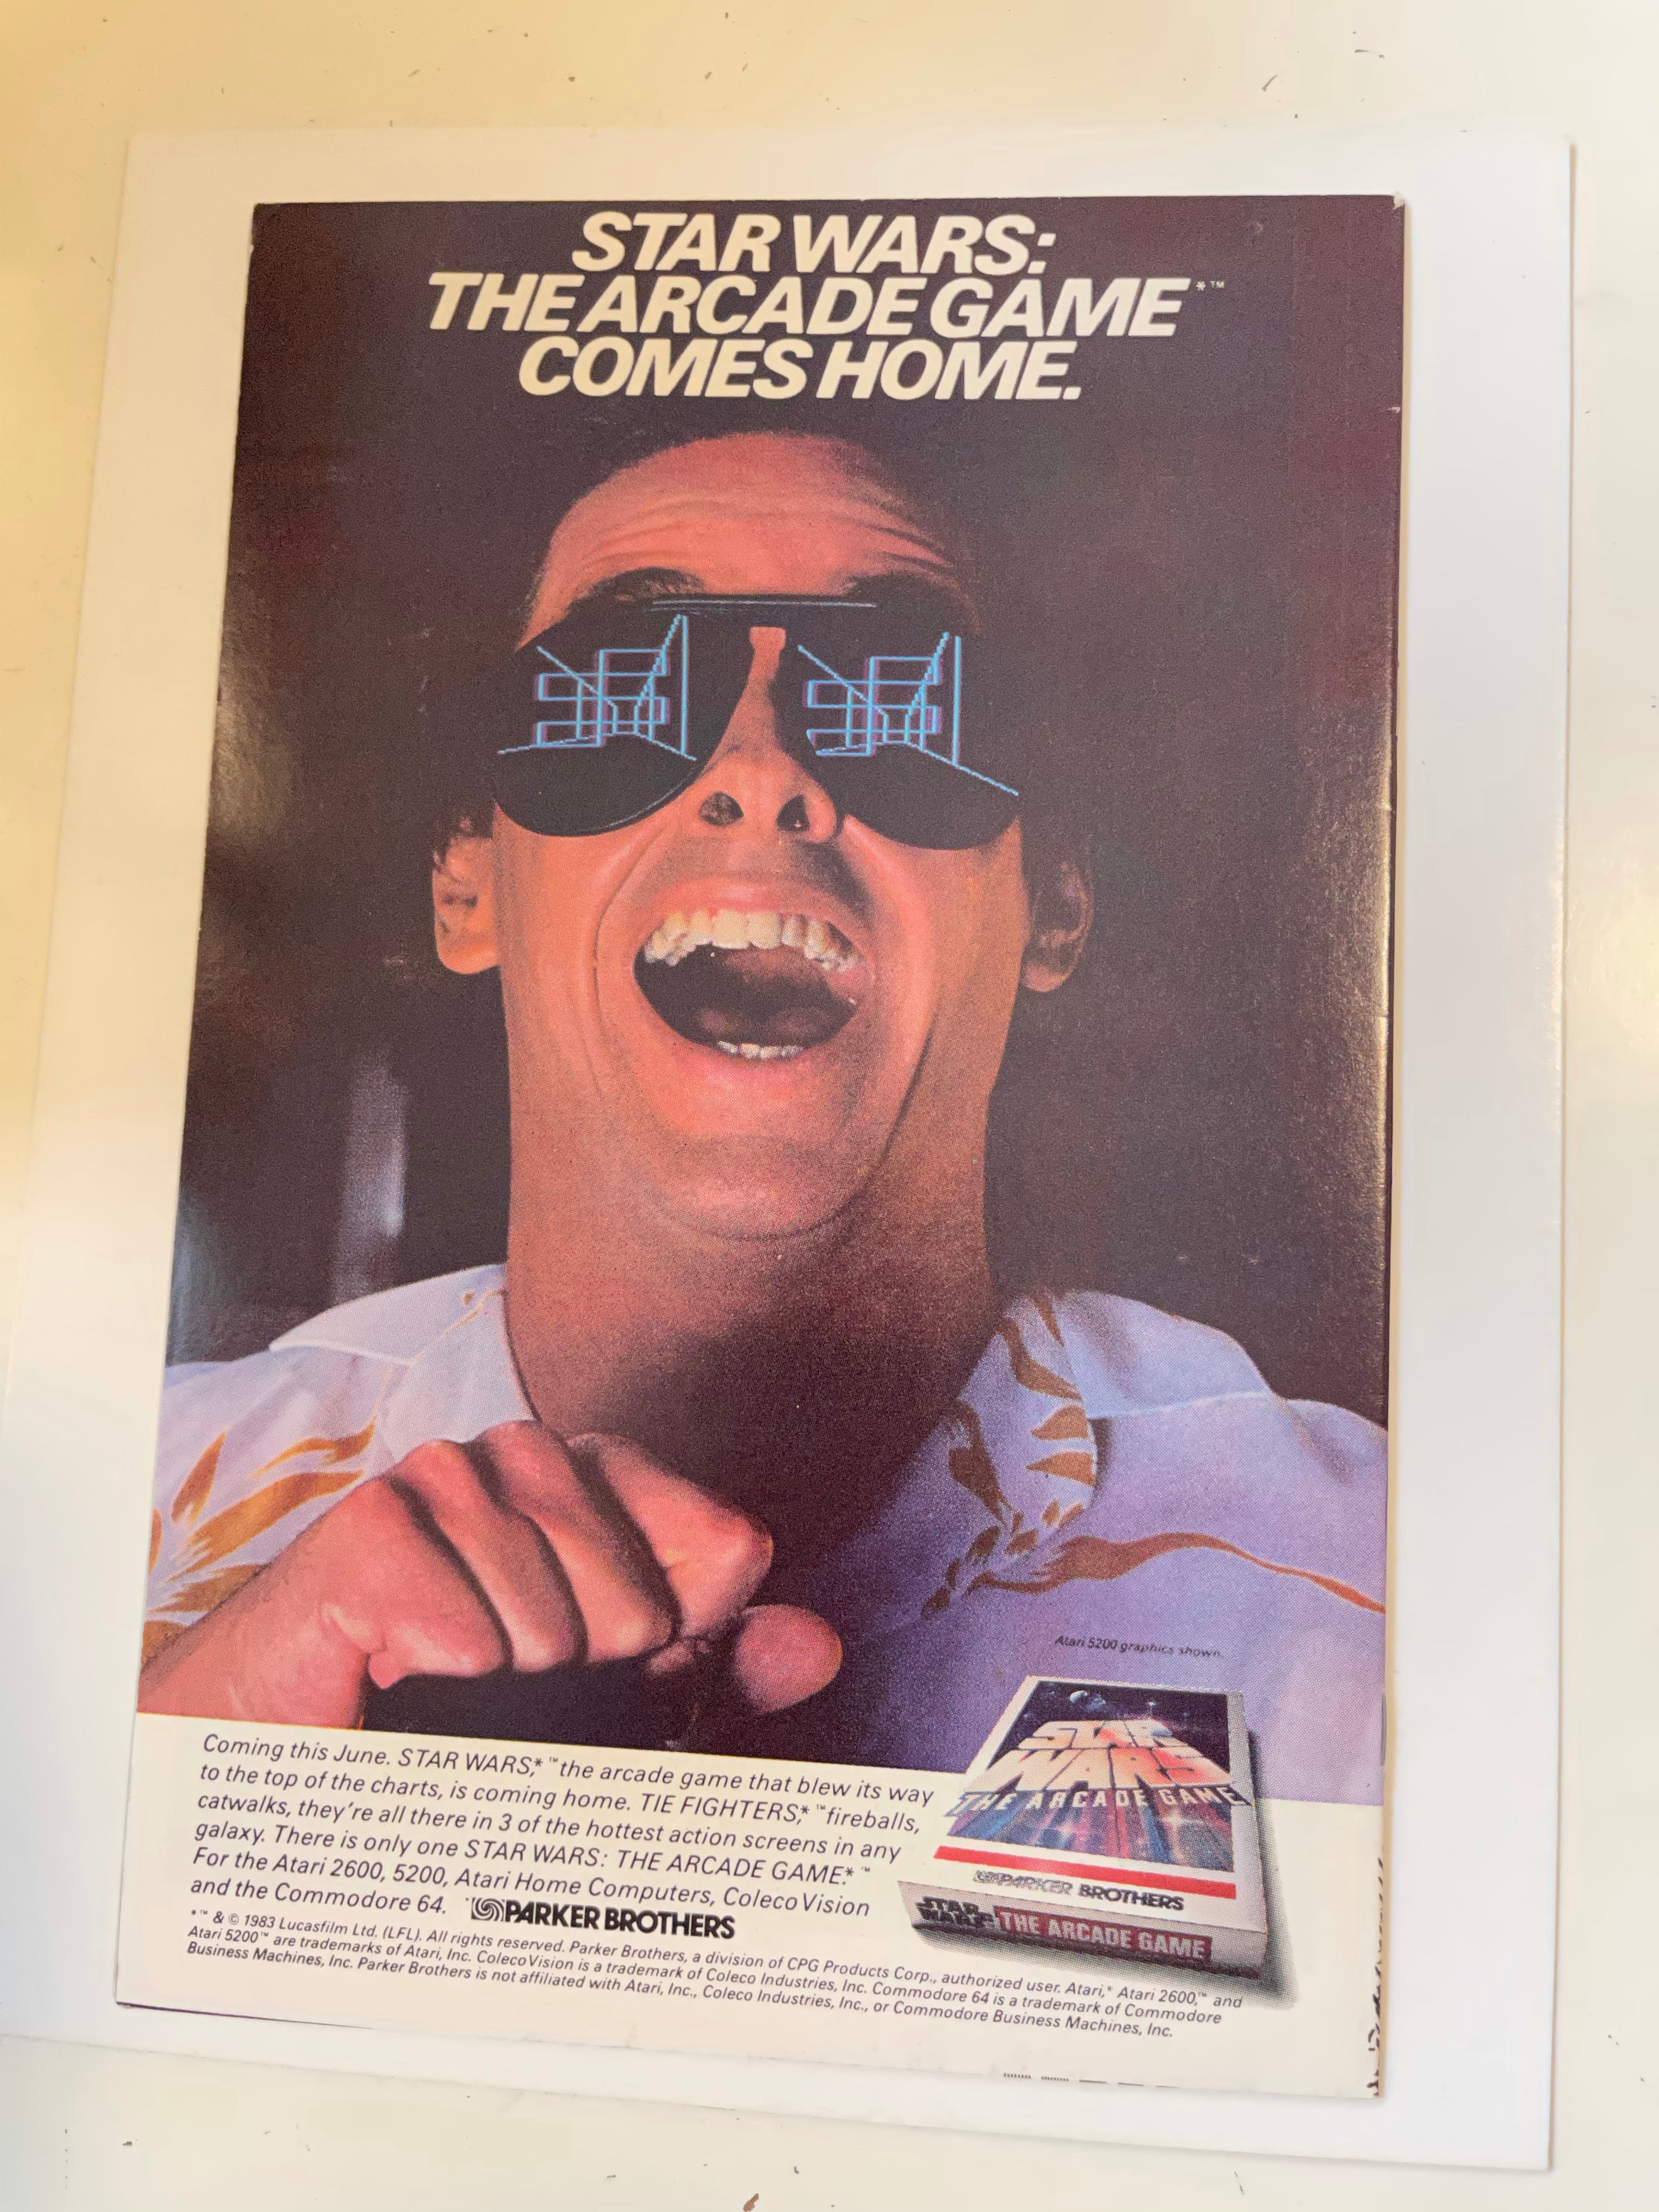 STAR WARS:
THE ARCADE GAME*™
COMES HOME.
Atari 5200 graphics shown.
STAR
WARS
THE ARCADE GAME
PARKER BROTHERS
STAR
WARS
THE ARCADE GAME
Coming this June. STAR WARS,*™ the arcade game that blew its way
to the top of the charts, is coming home. TIE FIGHTERS,*™ fireballs,
catwalks, they're all there in 3 of the hottest action screens in any
galaxy. There is only one STAR WARS: THE ARCADE GAME.*™
For the Atari 2600, 5200, Atari Home Computers, ColecoVision
and the Commodore 64. PARKER BROTHERS
*™ & © 1983 Lucasfilm Ltd. (LFL). All rights reserved. Parker Brothers, a division of CPG Products Corp., authorized user. Atari,® Atari 2600,™ and
Atari 5200™ are trademarks of Atari, Inc. ColecoVision is a trademark of Coleco Industries, Inc. Commodore 64 is a trademark of Commodore
Business Machines, Inc. Parker Brothers is not affiliated with Atari, Inc., Coleco Industries, Inc., or Commodore Business Machines, Inc.